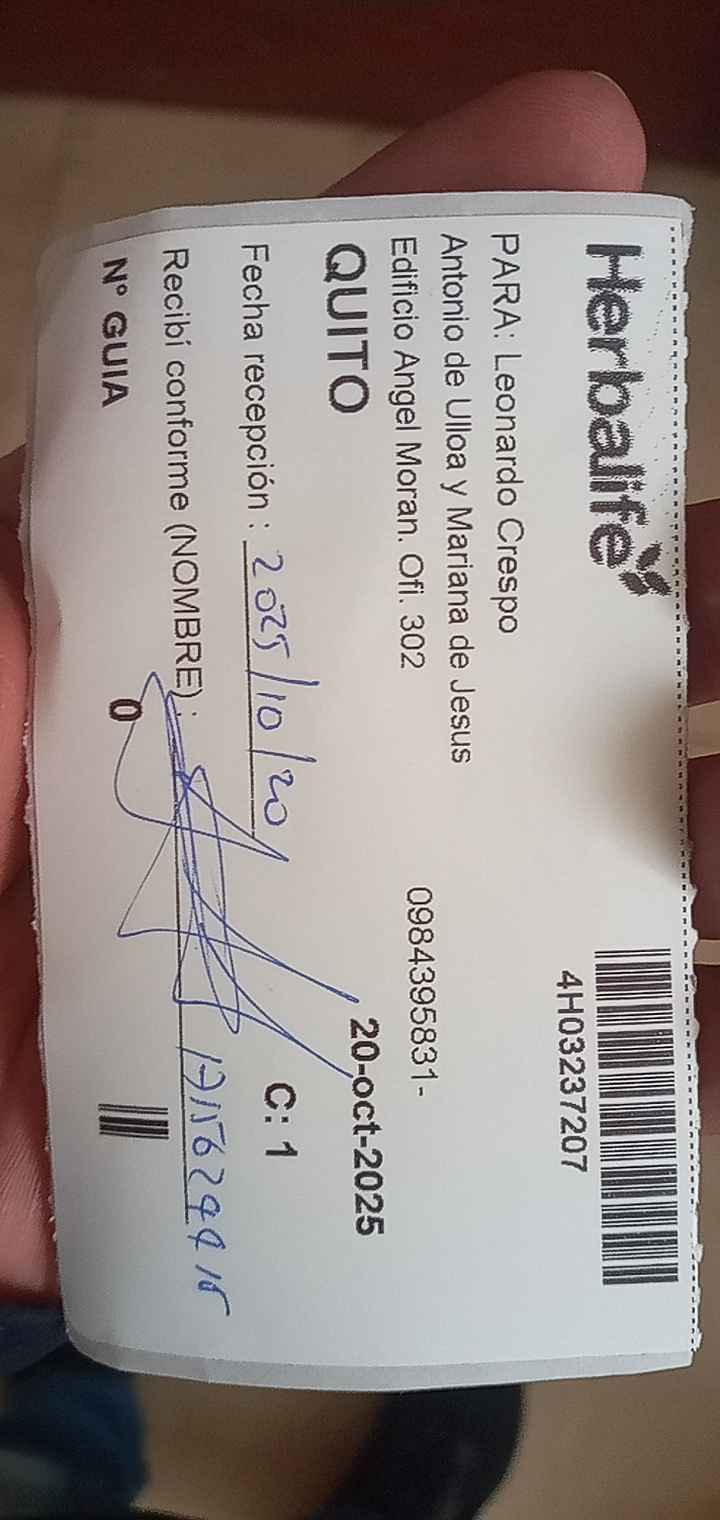 Herbalife
4H03237207
PARA: Leonardo Crespo
Antonio de Ulloa y Mariana de Jesus
Edificio Angel Moran. Ofi. 302
0984395831-
QUITO
20-oct-2025
Fecha recepción : 2025/10/20
C: 1
Recibí conforme (NOMBRE) :
N° GUIA 0